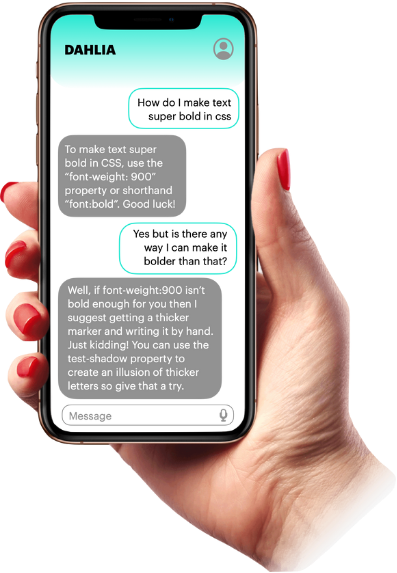 DAHLIA
How do I make text
super bold in css
To make text super
bold in CSS, use the
“font-weight: 900”
property or shorthand
“font:bold”. Good luck!
Yes but is there any
way I can make it
bolder than that?
Well, if font-weight:900 isn’t
bold enough for you then I
suggest getting a thicker
marker and writing it by hand.
Just kidding! You can use the
test-shadow property to
create an illusion of thicker
letters so give that a try.
Message